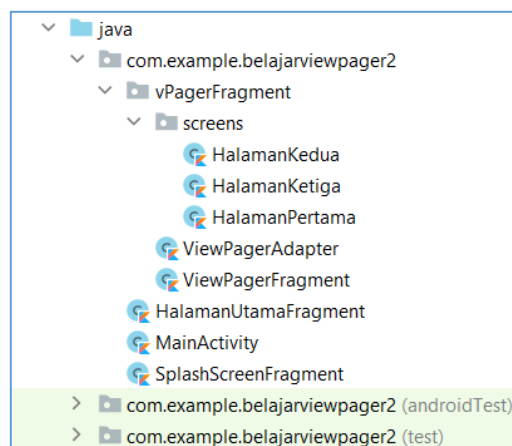 java
com.example.belajarviewpager2
vPagerFragment
screens
HalamanKedua
HalamanKetiga
HalamanPertama
ViewPagerAdapter
ViewPagerFragment
HalamanUtamaFragment
MainActivity
SplashScreenFragment
com.example.belajarviewpager2 (androidTest)
com.example.belajarviewpager2 (test)